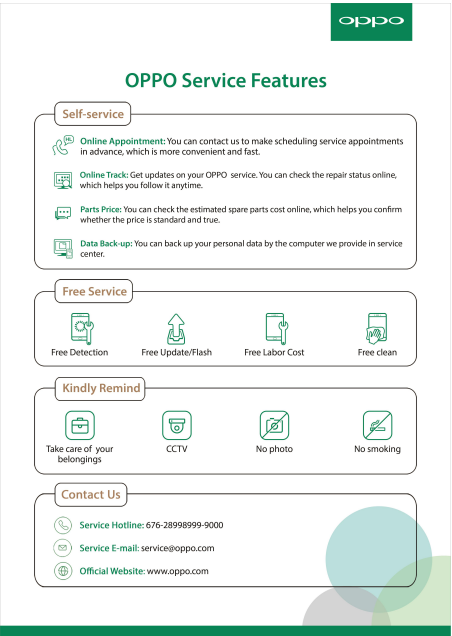 oppo
OPPO Service Features
Self-service
Hi,
Online Appointment: You can contact us to make scheduling service appointments
in advance, which is more convenient and fast.
Online Track: Get updates on your OPPO  service. You can check the repair status online,
which helps you follow it anytime.
Parts Price: You can check the estimated spare parts cost online, which helps you confirm
whether the price is standard and true.
Data Back-up: You can back up your personal data by the computer we provide in service
center.
Free Service
Free Detection
Free Update/Flash
Free Labor Cost
Free clean
Kindly Remind
Take care of  your
belongings
CCTV
No photo
No smoking
Contact Us
Service Hotline: 676-28998999-9000
Service E-mail: service@oppo.com
Official Website: www.oppo.com